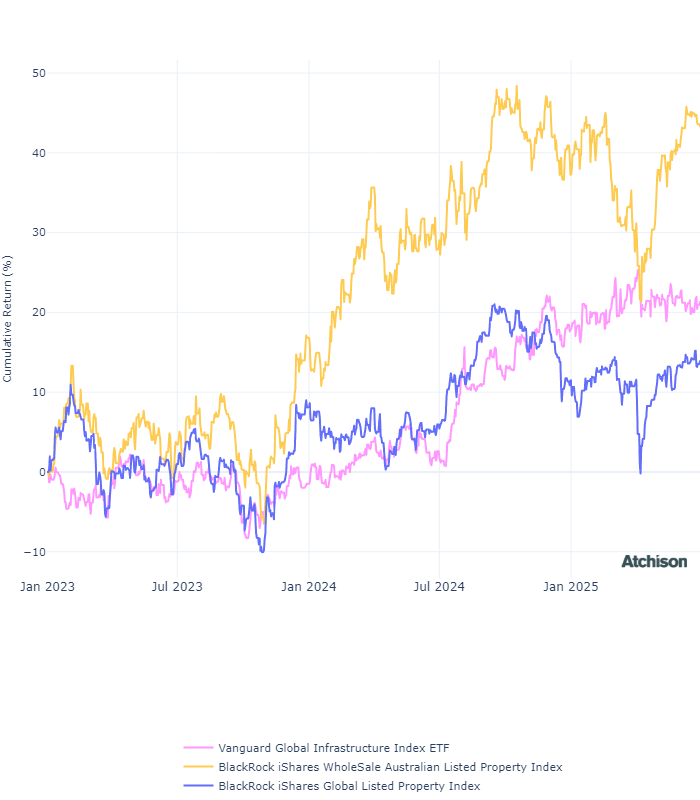 50
40
30
20
10
0
−10
Cumulative Return (%)
Jan 2023
Jul 2023
Jan 2024
Jul 2024
Jan 2025
Atchison
Vanguard Global Infrastructure Index ETF
BlackRock iShares WholeSale Australian Listed Property Index
BlackRock iShares Global Listed Property Index